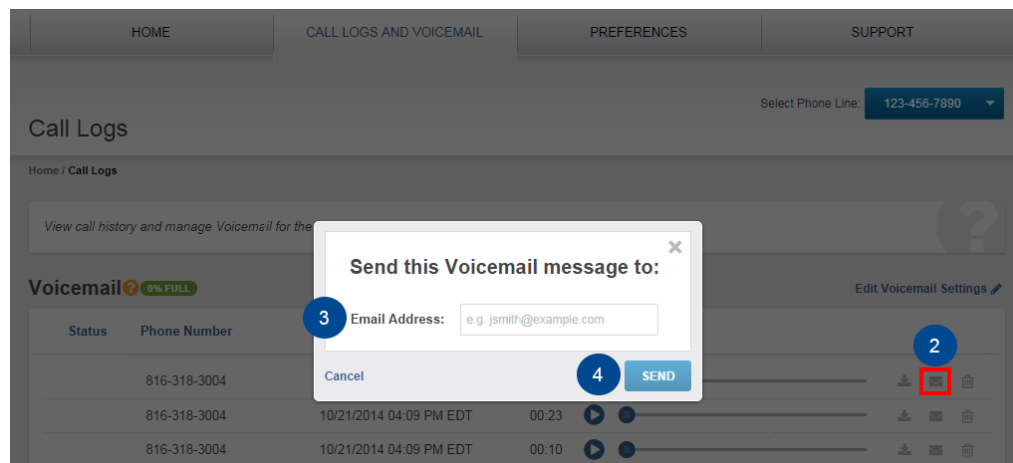 HOME CALL LOGS AND VOICEMAIL PREFERENCES SUPPORT
Select Phone Line: 123-456-7890
Call Logs
Home / Call Logs
View call history and manage Voicemail for the
?
Send this Voicemail message to:
Voicemail ? 0% FULL
Edit Voicemail Settings
3 Email Address: e.g. jsmith@example.com
Status Phone Number
2
Cancel 4 SEND
816-318-3004
816-318-3004 10/21/2014 04:09 PM EDT 00:23
816-318-3004 10/21/2014 04:09 PM EDT 00:10